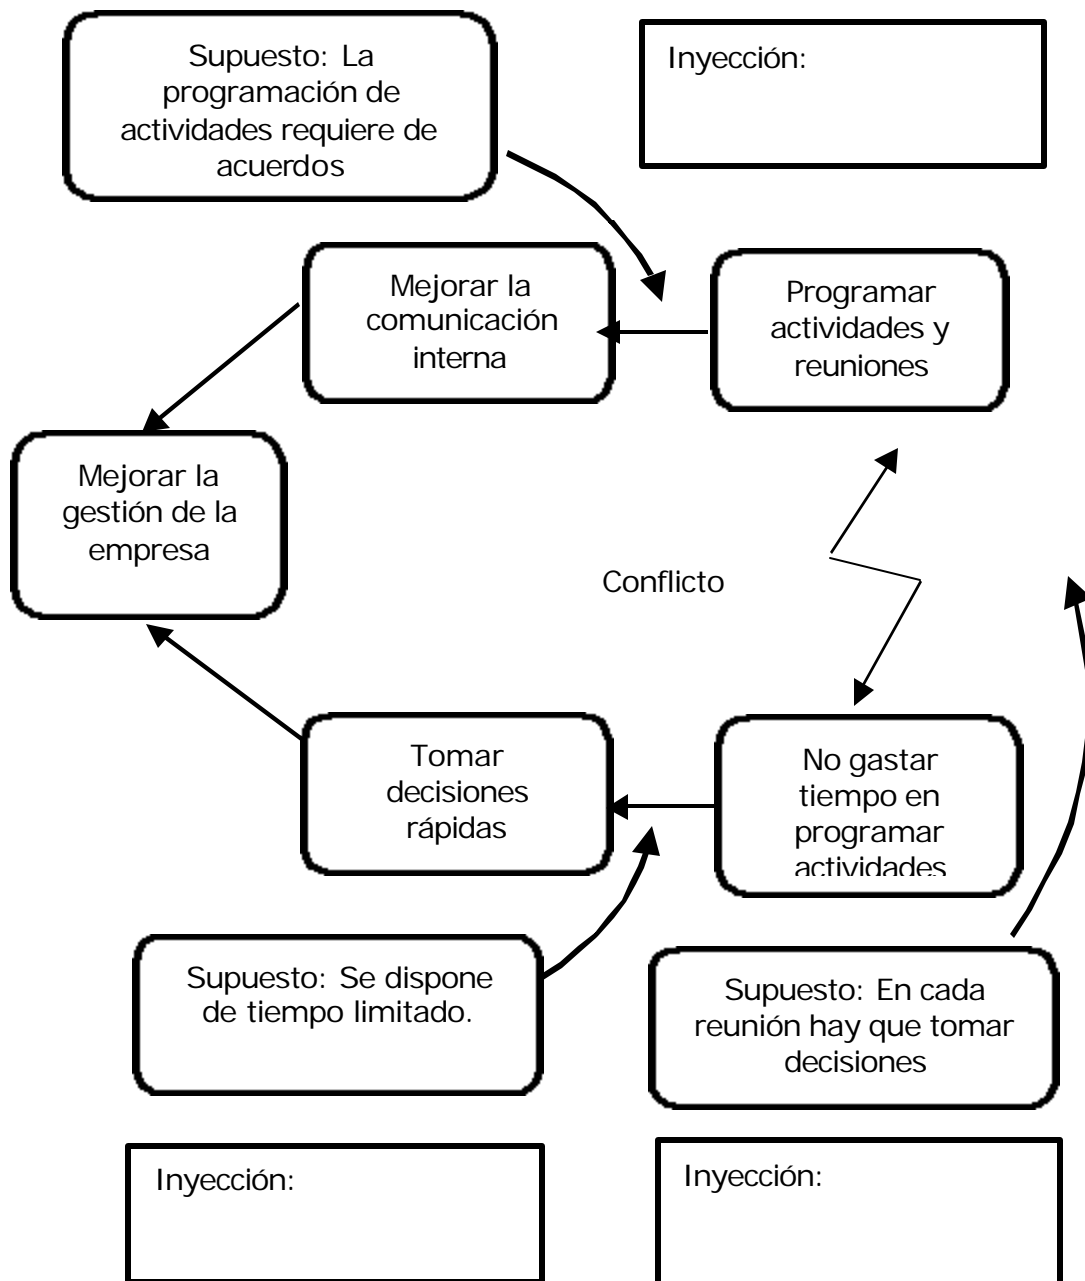 Supuesto: La
programación de
actividades requiere de
acuerdos
Inyección:
Mejorar la
comunicación
interna
Programar
actividades y
reuniones
Mejorar la
gestión de la
empresa
Conflicto
Tomar
decisiones
rápidas
No gastar
tiempo en
programar
actividades
Supuesto: Se dispone
de tiempo limitado.
Supuesto: En cada
reunión hay que tomar
decisiones
Inyección:
Inyección: